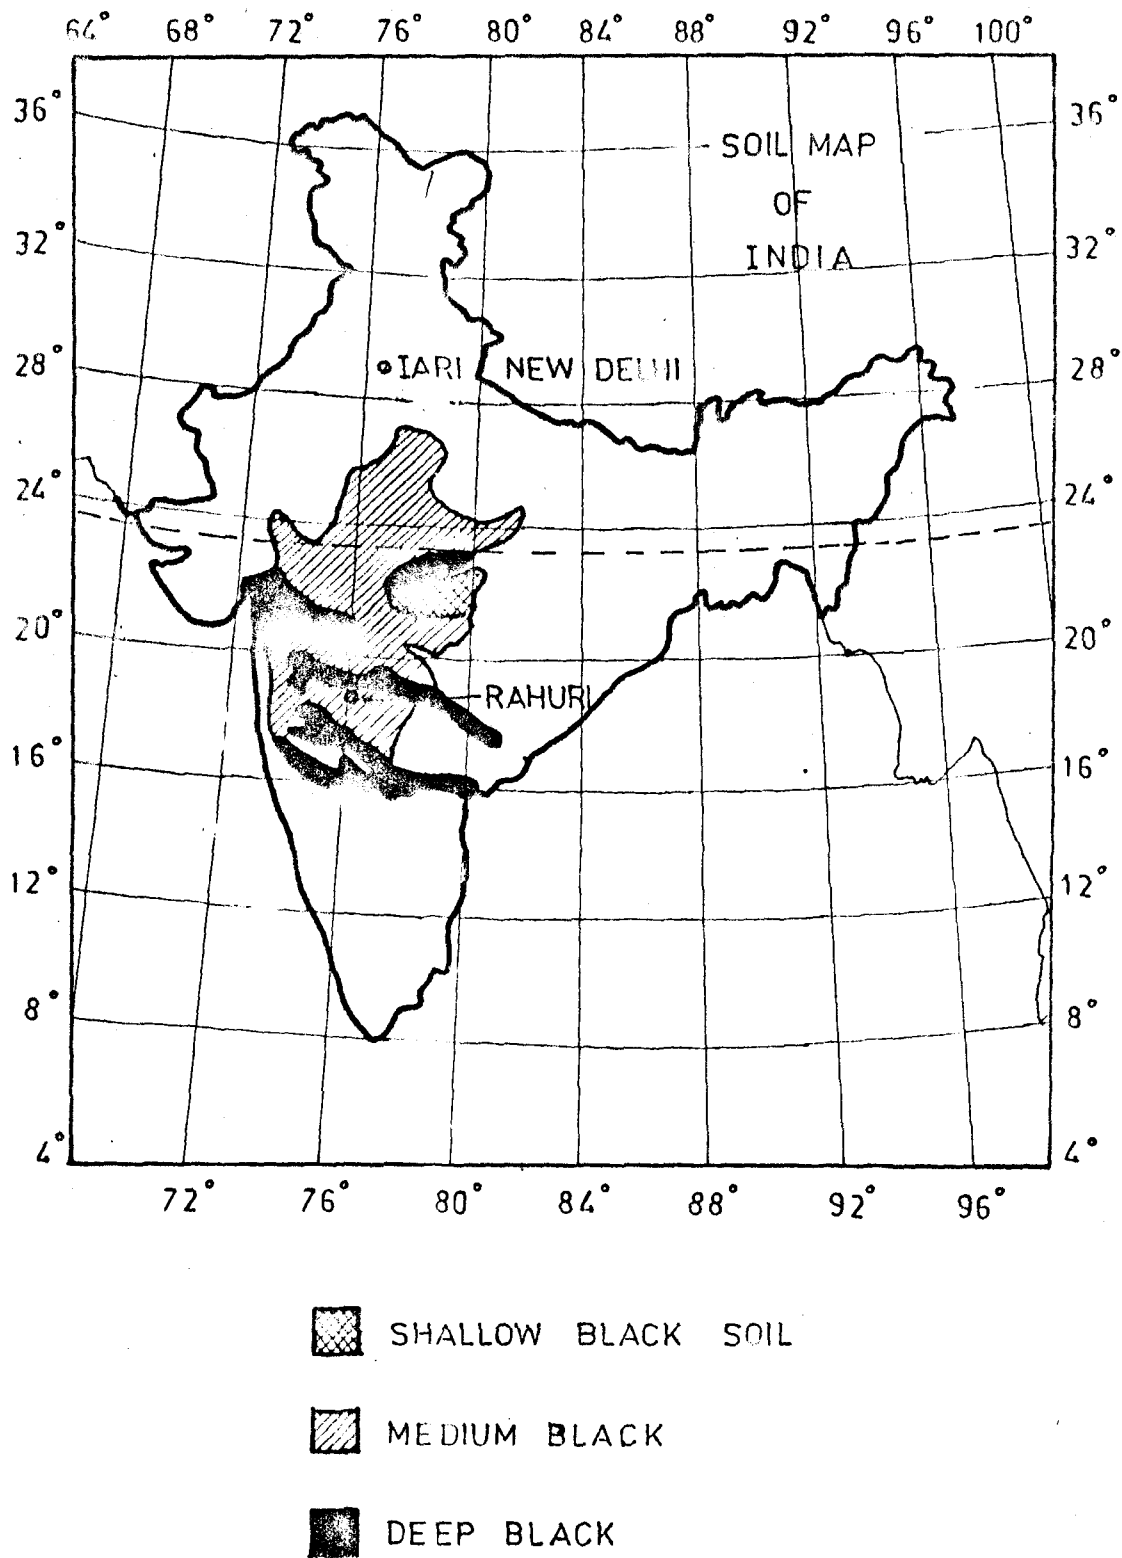 64° 68° 72° 76° 80° 84° 88° 92° 96° 100°
SOIL MAP
OF
INDIA
36° 36°
32° 32°
28° 28°
IARI NEW DELHI
24° 24°
20° 20°
RAHURI
16° 16°
12° 12°
8° 8°
4° 4°
72° 76° 80° 84° 88° 92° 96°
SHALLOW BLACK SOIL
MEDIUM BLACK
DEEP BLACK